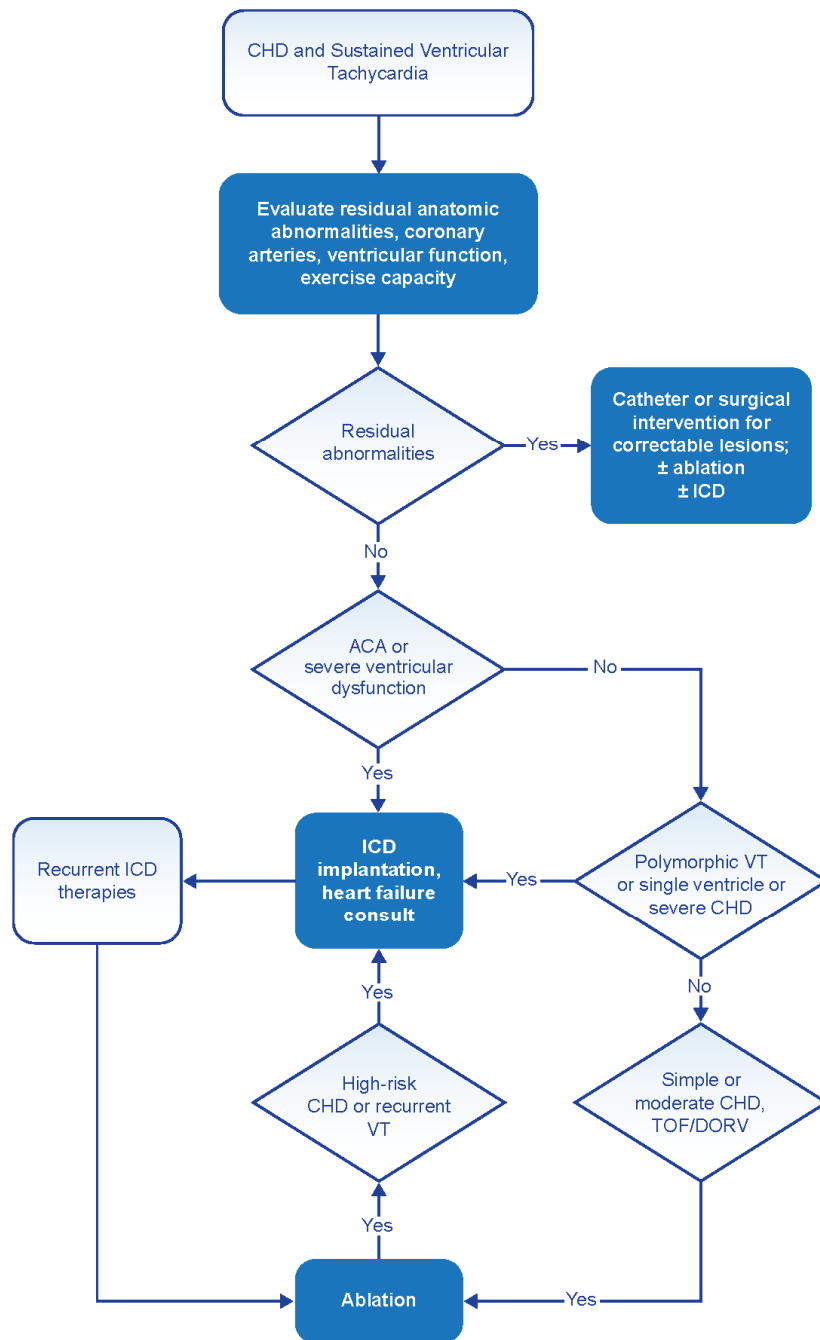 CHD and Sustained Ventricular
Tachycardia
Evaluate residual anatomic
abnormalities, coronary
arteries, ventricular function,
exercise capacity
Residual
abnormalities
Yes
Catheter or surgical
intervention for
correctable lesions;
± ablation
± ICD
No
ACA or
severe ventricular
dysfunction
No
Yes
Recurrent ICD
therapies
ICD
implantation,
heart failure
consult
Yes
Polymorphic VT
or single ventricle or
severe CHD
Yes
No
High-risk
CHD or recurrent
VT
Simple or
moderate CHD,
TOF/DORV
Yes
Ablation
Yes